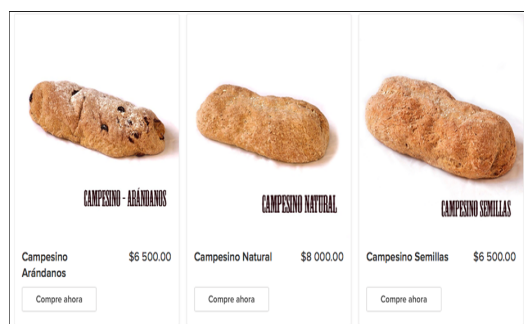 CAMPESINO - ARÁNDANOS
CAMPESINO NATURAL
CAMPESINO SEMILLAS
Campesino Arándanos
$6 500.00
Compre ahora
Campesino Natural
$8 000.00
Compre ahora
Campesino Semillas
$6 500.00
Compre ahora